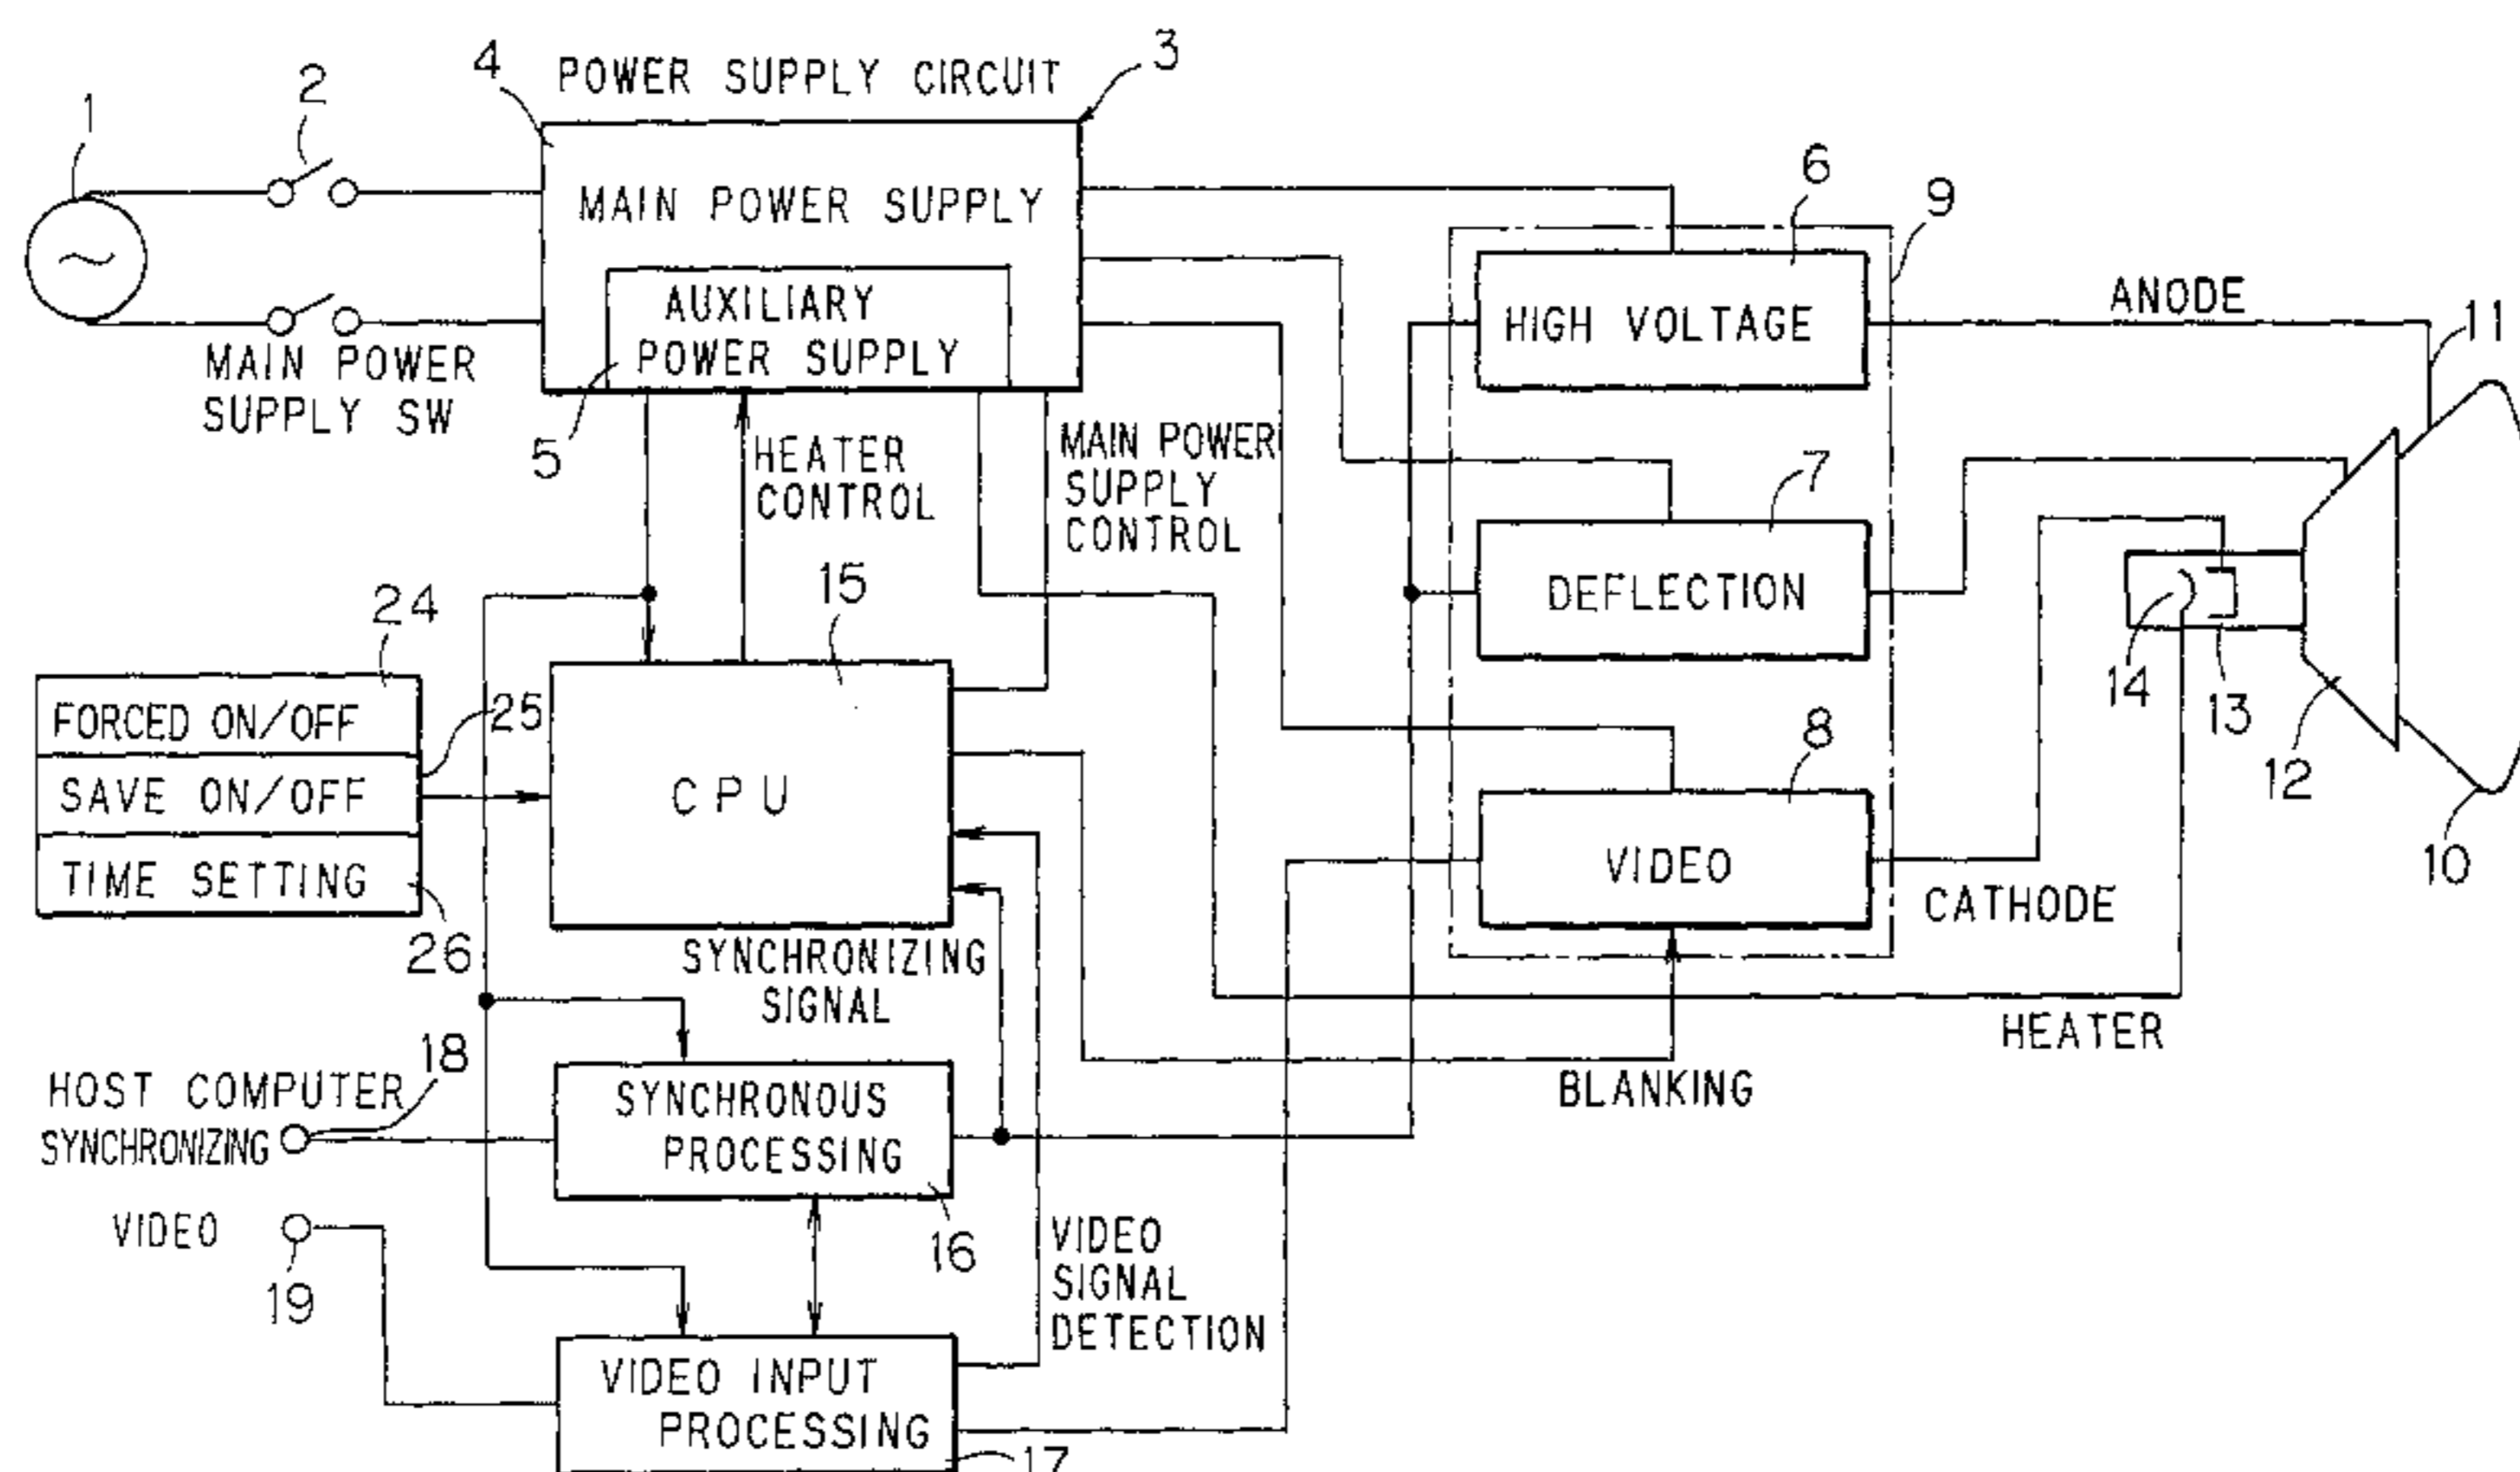 1
2
4
POWER SUPPLY CIRCUIT
3
MAIN POWER SUPPLY
AUXILIARY
POWER SUPPLY
5
MAIN POWER
SUPPLY SW
HEATER
CONTROL
MAIN POWER
SUPPLY
CONTROL
6
9
HIGH VOLTAGE
ANODE
11
7
DEFLECTION
14
13
12
10
8
VIDEO
CATHODE
HEATER
BLANKING
24
FORCED ON/OFF
25
SAVE ON/OFF
TIME SETTING
26
15
CPU
SYNCHRONIZING
SIGNAL
HOST COMPUTER
18
SYNCHRONIZING
SYNCHRONOUS
PROCESSING
16
VIDEO
19
VIDEO
SIGNAL
DETECTION
VIDEO INPUT
PROCESSING
17